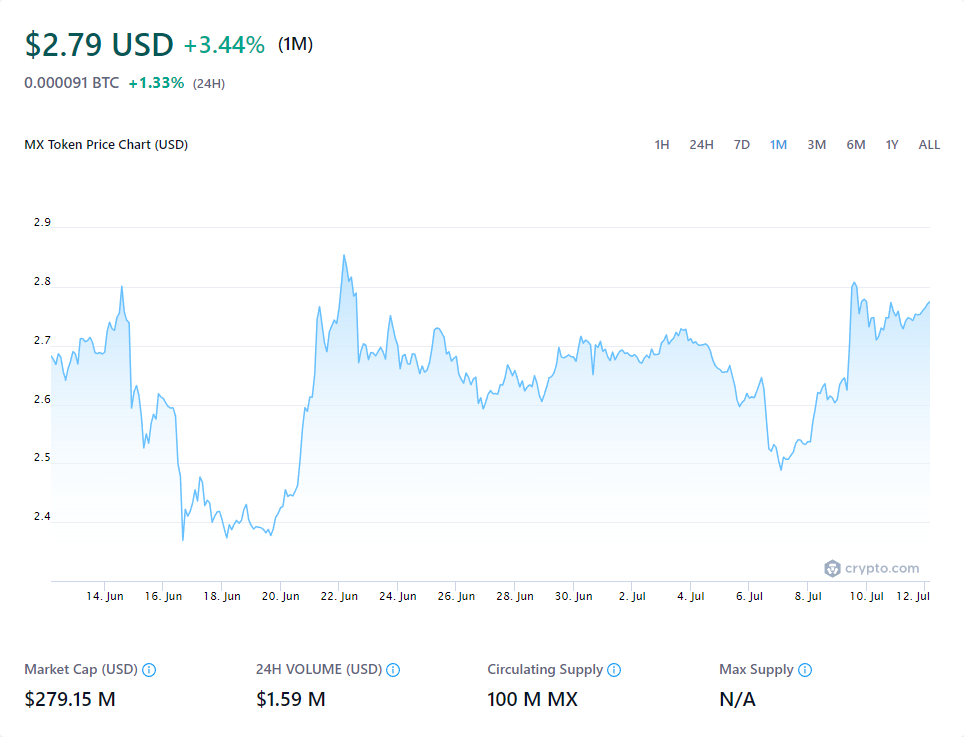 $2.79 USD +3.44% (1M)
0.000091 BTC +1.33% (24H)
MX Token Price Chart (USD) 1H 24H 7D 1M 3M 6M 1Y ALL
2.9
2.8
2.7
2.6
2.5
2.4
crypto.com
14. Jun 16. Jun 18. Jun 20. Jun 22. Jun 24. Jun 26. Jun 28. Jun 30. Jun 2. Jul 4. Jul 6. Jul 8. Jul 10. Jul 12. Jul
Market Cap (USD) 24H VOLUME (USD) Circulating Supply Max Supply
$279.15 M $1.59 M 100 M MX N/A